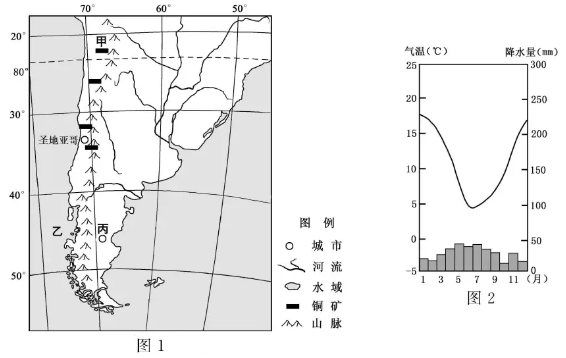 70° 60° 50° 45°
20°
甲
80°
30°
圣地亚哥
40°
乙
丙
50°
图 例
城市
河流
水域
铜矿
山脉
图 1
气温(℃) 降水量(mm)
25 300
20 250
15 200
10 150
5 100
0 50
-5 0
1 3 5 7 9 11 (月)
图 2